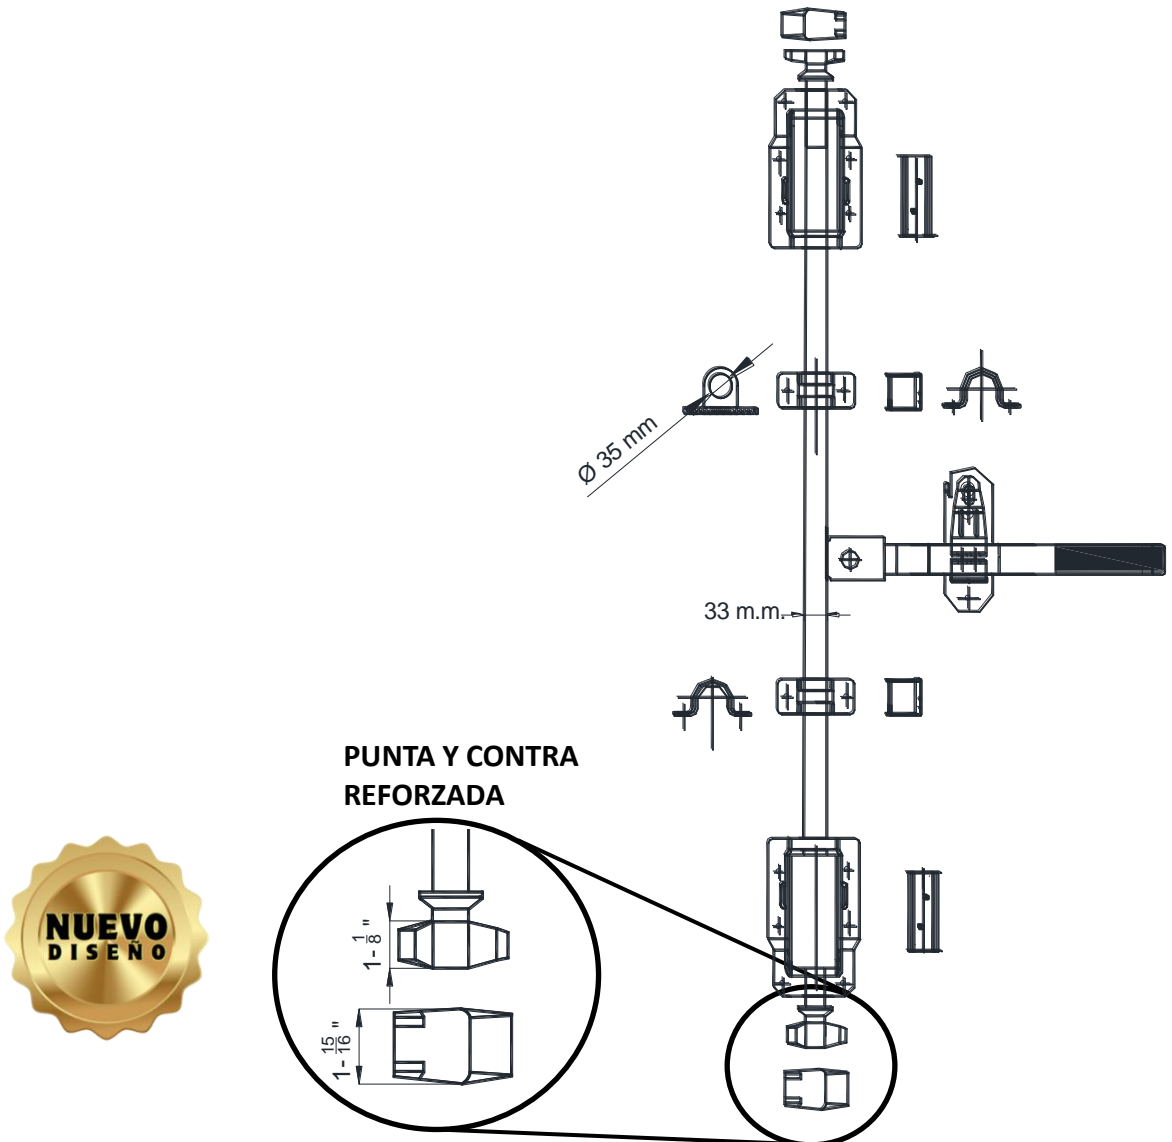 Ø 35 mm
33 m.m.
PUNTA Y CONTRA
REFORZADA
1- 1/8 "
1- 15/16 "
NUEVO
DISEÑO